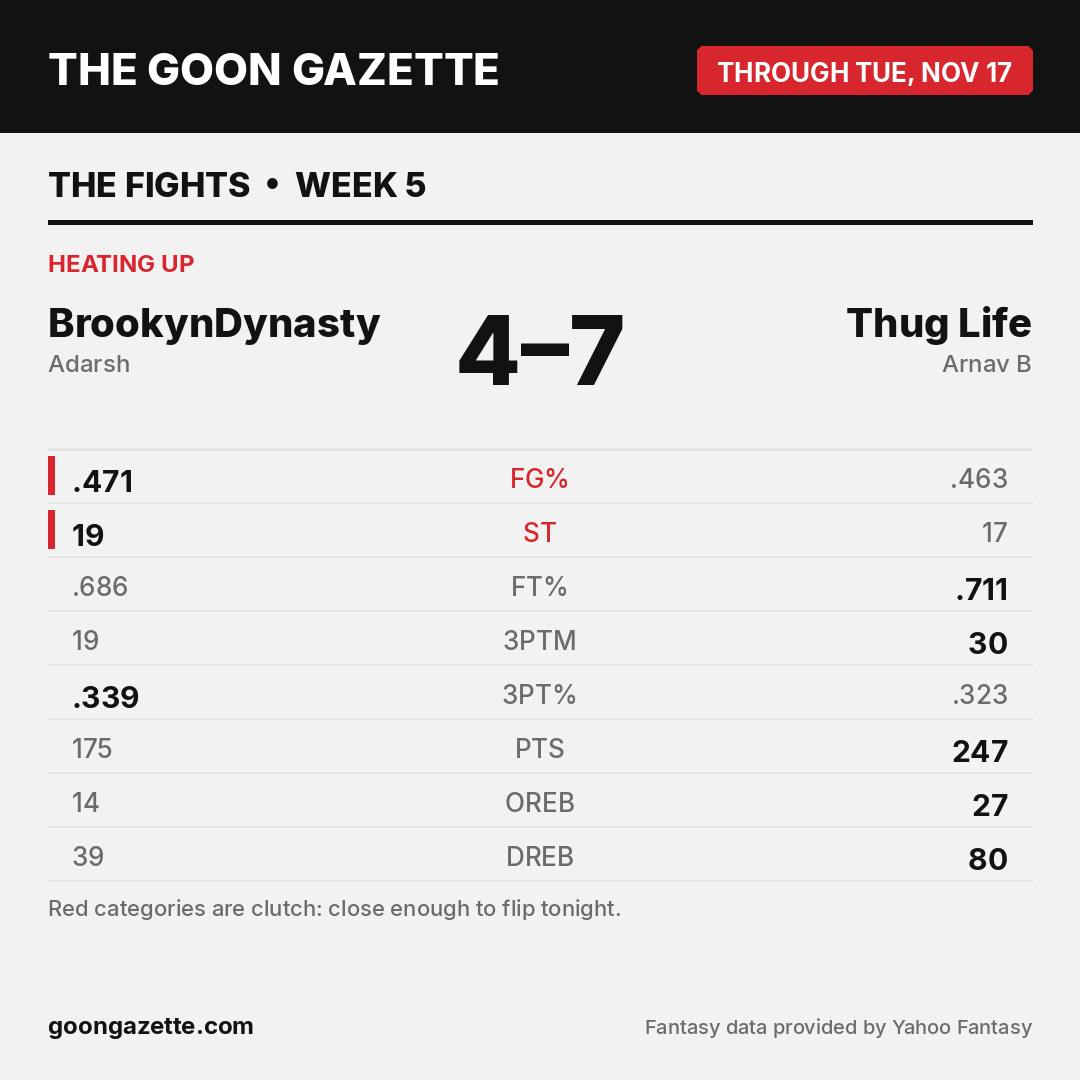 THE GOON GAZETTE
THROUGH TUE, NOV 17
THE FIGHTS • WEEK 5
HEATING UP
BrookynDynasty 4–7 Thug Life
Adarsh Arnav B
.471 FG% .463
19 ST 17
.686 FT% .711
19 3PTM 30
.339 3PT% .323
175 PTS 247
14 OREB 27
39 DREB 80
Red categories are clutch: close enough to flip tonight.
goongazette.com
Fantasy data provided by Yahoo Fantasy